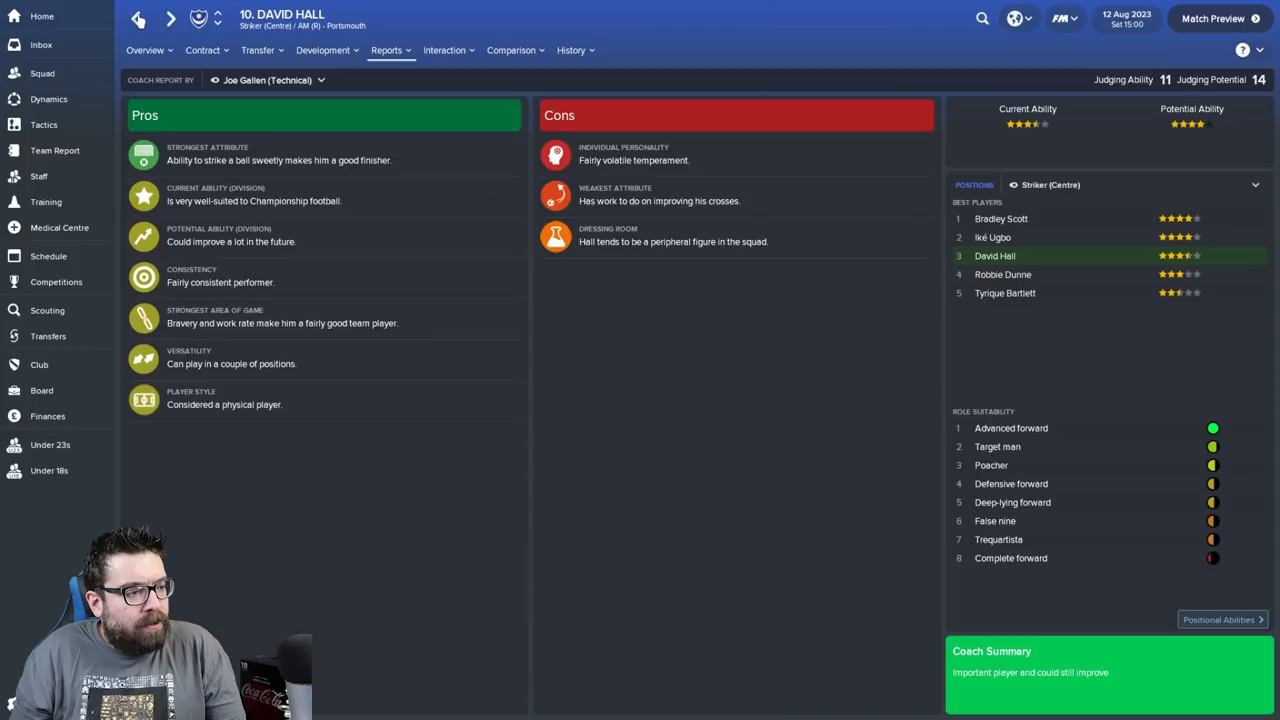 Home
Inbox
Squad
Dynamics
Tactics
Team Report
Staff
Training
Medical Centre
Schedule
Competitions
Scouting
Transfers
Club
Board
Finances
Under 23s
Under 18s
10. DAVID HALL
Striker (Centre) / AM (R) - Portsmouth
FM
12 Aug 2023
Sat 15:00
Match Preview
Overview
Contract
Transfer
Development
Reports
Interaction
Comparison
History
?
COACH REPORT BY
Joe Gallen (Technical)
Judging Ability 11 Judging Potential 14
Pros
STRONGEST ATTRIBUTE
Ability to strike a ball sweetly makes him a good finisher.
CURRENT ABILITY (DIVISION)
Is very well-suited to Championship football.
POTENTIAL ABILITY (DIVISION)
Could improve a lot in the future.
CONSISTENCY
Fairly consistent performer.
STRONGEST AREA OF GAME
Bravery and work rate make him a fairly good team player.
VERSATILITY
Can play in a couple of positions.
PLAYER STYLE
Considered a physical player.
Cons
INDIVIDUAL PERSONALITY
Fairly volatile temperament.
WEAKEST ATTRIBUTE
Has work to do on improving his crosses.
DRESSING ROOM
Hall tends to be a peripheral figure in the squad.
Current Ability
Potential Ability
POSITIONS
Striker (Centre)
BEST PLAYERS
1 Bradley Scott
2 Iké Ugbo
3 David Hall
4 Robbie Dunne
5 Tyrique Bartlett
ROLE SUITABILITY
1 Advanced forward
2 Target man
3 Poacher
4 Defensive forward
5 Deep-lying forward
6 False nine
7 Trequartista
8 Complete forward
Positional Abilities
Coach Summary
Important player and could still improve
Coca-Cola